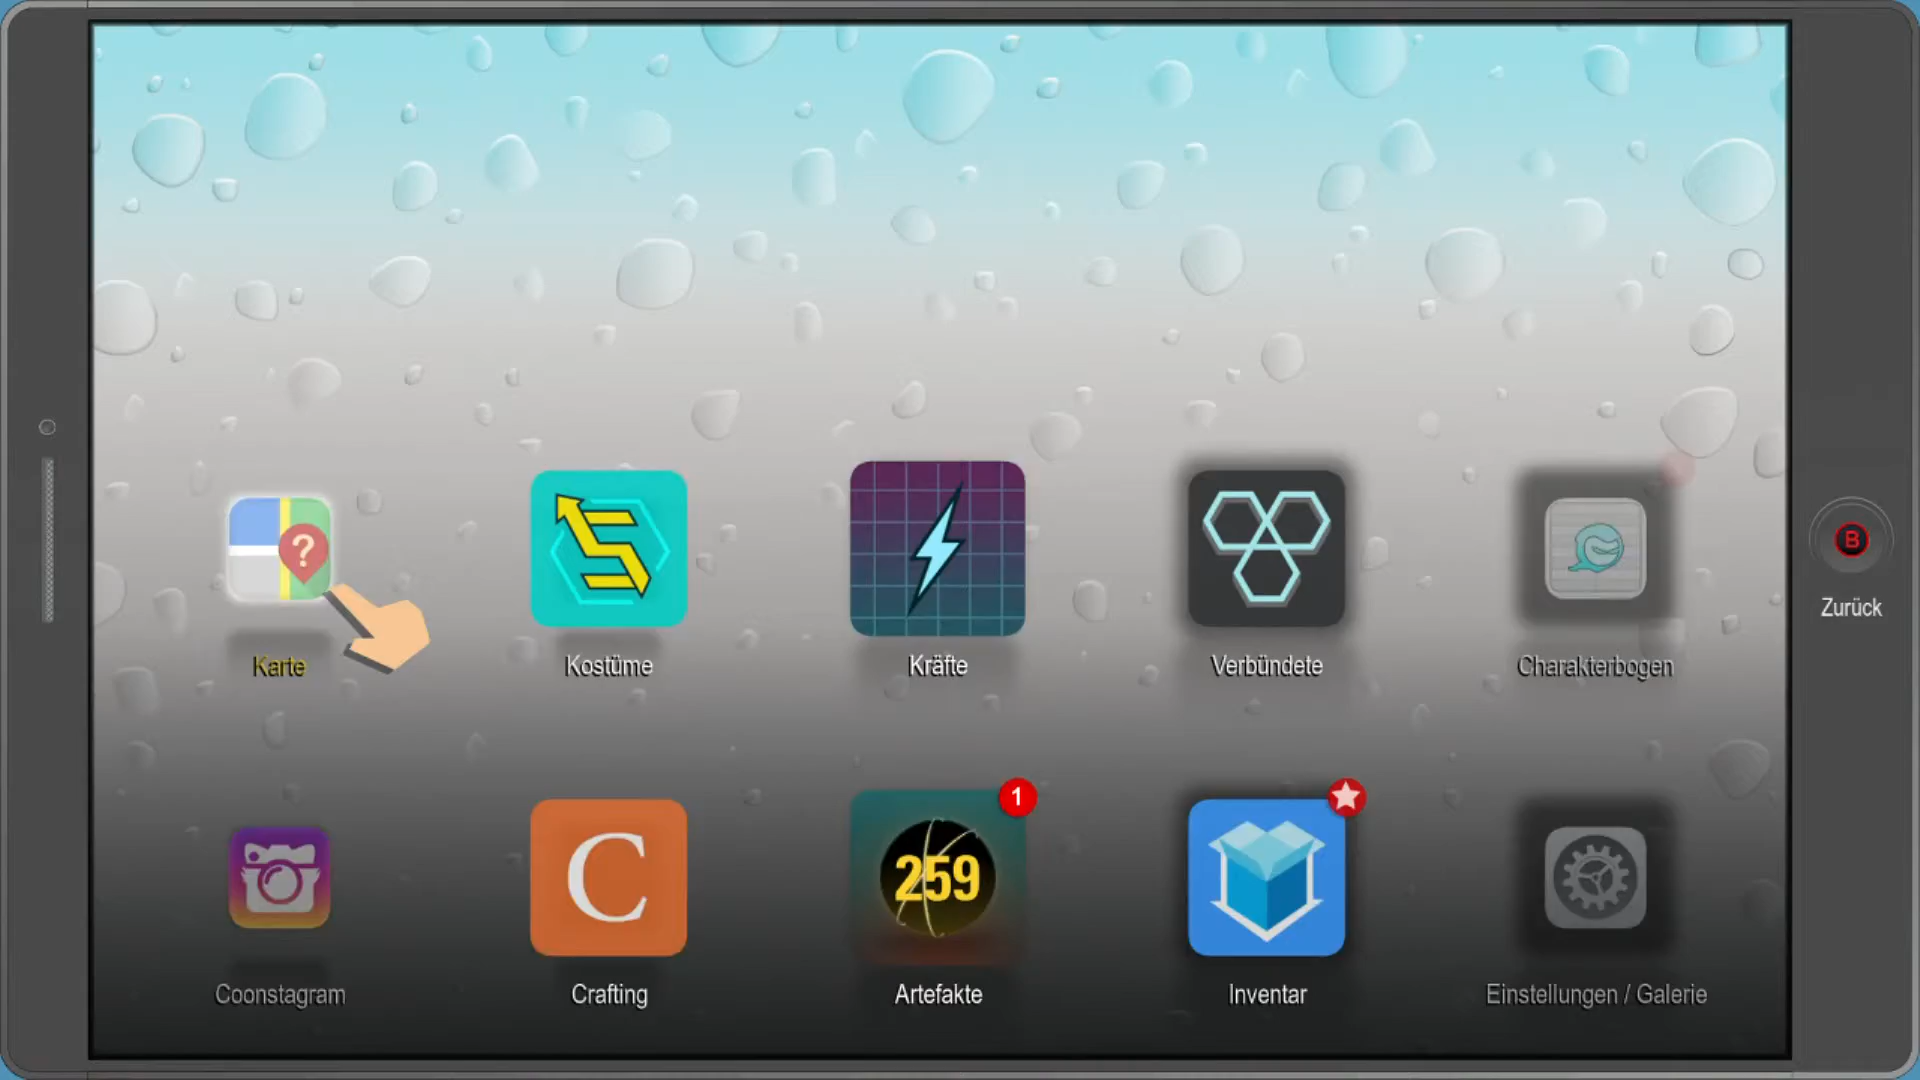 ?
Karte
Kostüme
Kräfte
Verbündete
Charakterbogen
B
Zurück
C
259
1
Coonstagram
Crafting
Artefakte
Inventar
Einstellungen / Galerie